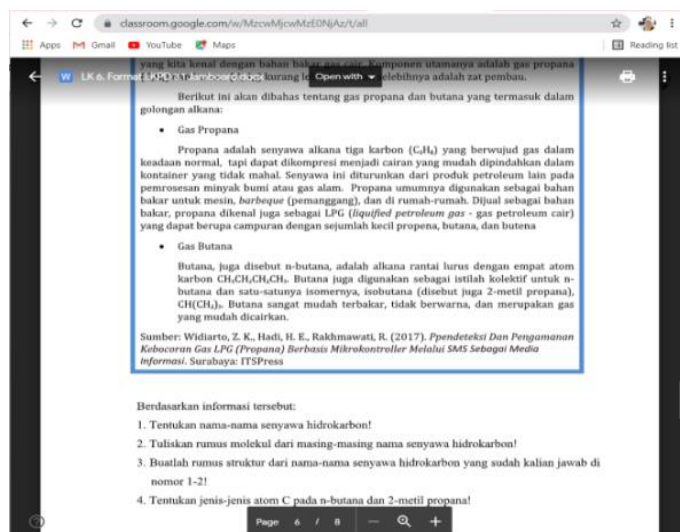 classroom.google.com/w/MzcwMjcwMzE0NjAz/t/all
Apps Gmail YouTube Maps Reading list
yang kita kenal dengan bahan bakar gas cair. Komponen utamanya adalah gas propana
W LK 6. Format LKPD Open with kurang elebihnya adalah zat pembau.
Berikut ini akan dibahas tentang gas propana dan butana yang termasuk dalam
golongan alkana:
• Gas Propana
Propana adalah senyawa alkana tiga karbon (C₃H₈) yang berwujud gas dalam
keadaan normal, tapi dapat dikompresi menjadi cairan yang mudah dipindahkan dalam
kontainer yang tidak mahal. Senyawa ini diturunkan dari produk petroleum lain pada
pemrosesan minyak bumi atau gas alam. Propana umumnya digunakan sebagai bahan
bakar untuk mesin, barbeque (pemanggang), dan di rumah-rumah. Dijual sebagai bahan
bakar, propana dikenal juga sebagai LPG (liquified petroleum gas - gas petroleum cair)
yang dapat berupa campuran dengan sejumlah kecil propena, butana, dan butena
• Gas Butana
Butana, juga disebut n-butana, adalah alkana rantai lurus dengan empat atom
karbon CH₃CH₂CH₂CH₃. Butana juga digunakan sebagai istilah kolektif untuk n-
butana dan satu-satunya isomernya, isobutana (disebut juga 2-metil propana),
CH(CH₃)₃. Butana sangat mudah terbakar, tidak berwarna, dan merupakan gas
yang mudah dicairkan.
Sumber: Widiarto, Z. K., Hadi, H. E., Rakhmawati, R. (2017). Ppendeteksi Dan Pengamanan
Kebocoran Gas LPG (Propana) Berbasis Mikrokontroller Melalui SMS Sebagai Media
Informasi. Surabaya: ITSPress
Berdasarkan informasi tersebut:
1. Tentukan nama-nama senyawa hidrokarbon!
2. Tuliskan rumus molekul dari masing-masing nama senyawa hidrokarbon!
3. Buatlah rumus struktur dari nama-nama senyawa hidrokarbon yang sudah kalian jawab di
nomor 1-2!
4. Tentukan jenis-jenis atom C pada n-butana dan 2-metil propana!
Page 6 / 8